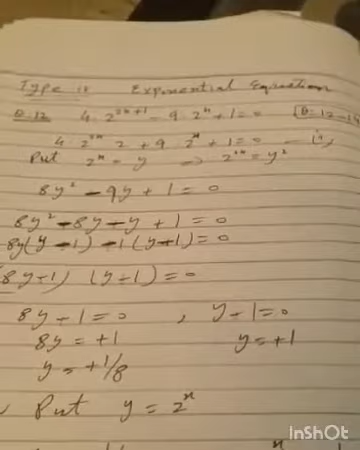 Type ii Exponential Equation
Q.12 4. 2^(2x+1) - 9. 2^x + 1 = 0
4. 2^(2x). 2 + 9. 2^x + 1 = 0 — (i)
Put 2^x = y ⇒ 2^(2x) = y²
8y² - 9y + 1 = 0
8y² - 8y - y + 1 = 0
8y(y - 1) - 1(y - 1) = 0
(8y - 1) (y - 1) = 0
8y - 1 = 0 , y - 1 = 0
8y = +1 y = +1
y = +1/8
Put y = 2^x
InShOt